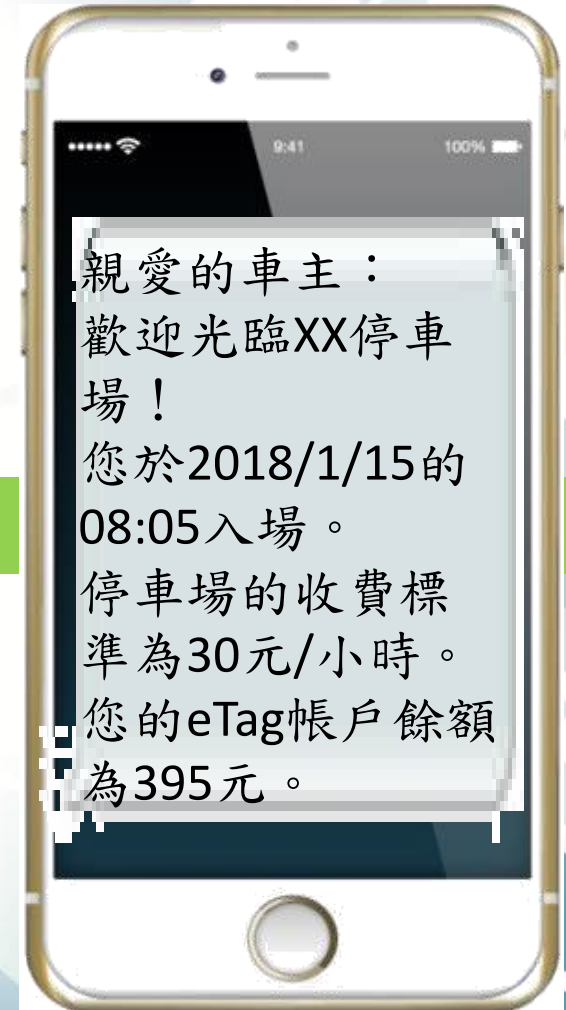 9:41
100%
親愛的車主：
歡迎光臨XX停車
場！
您於2018/1/15的
08:05入場。
停車場的收費標
準為30元/小時。
您的eTag帳戶餘額
為395元。